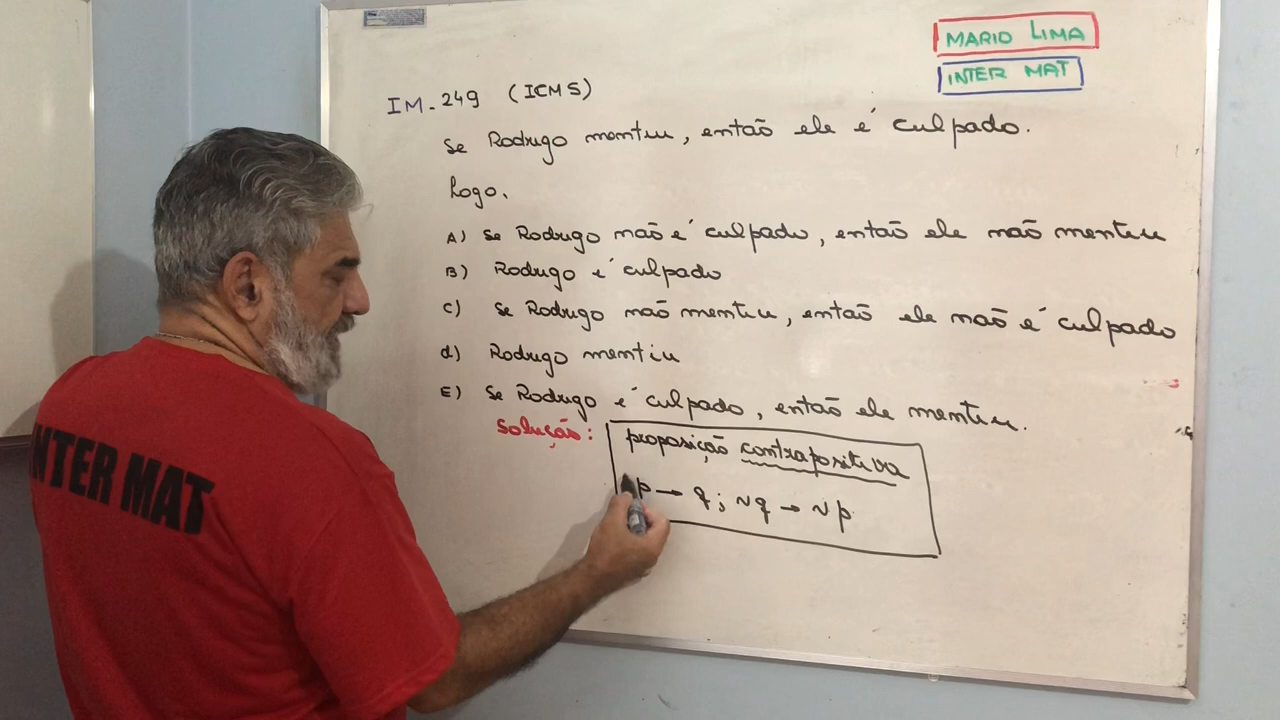 MARIO LIMA
INTER MAT
IM-249 (ICMS)
Se Rodrigo mentiu, então ele é culpado.
Logo,
A) Se Rodrigo não é culpado, então ele não mentiu
B) Rodrigo é culpado
C) Se Rodrigo não mentiu, então ele não é culpado
d) Rodrigo mentiu
E) Se Rodrigo é culpado, então ele mentiu.
Solução:
proposição contrapositiva
p → q; ~q → ~p
INTER MAT